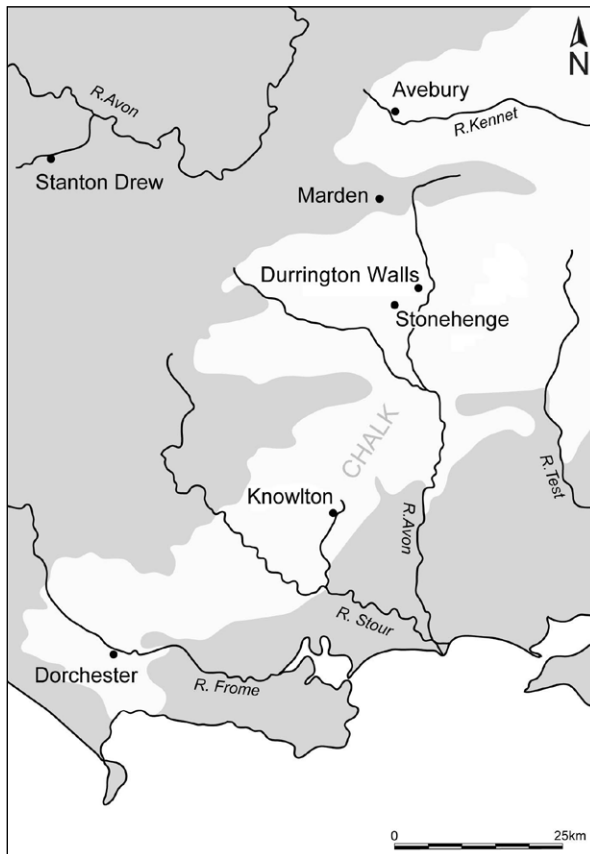 N
Avebury
R.Avon
R.Kennet
Stanton Drew
Marden
Durrington Walls
Stonehenge
CHALK
R.Test
Knowlton
R.Avon
R. Stour
Dorchester
R. Frome
0 25km